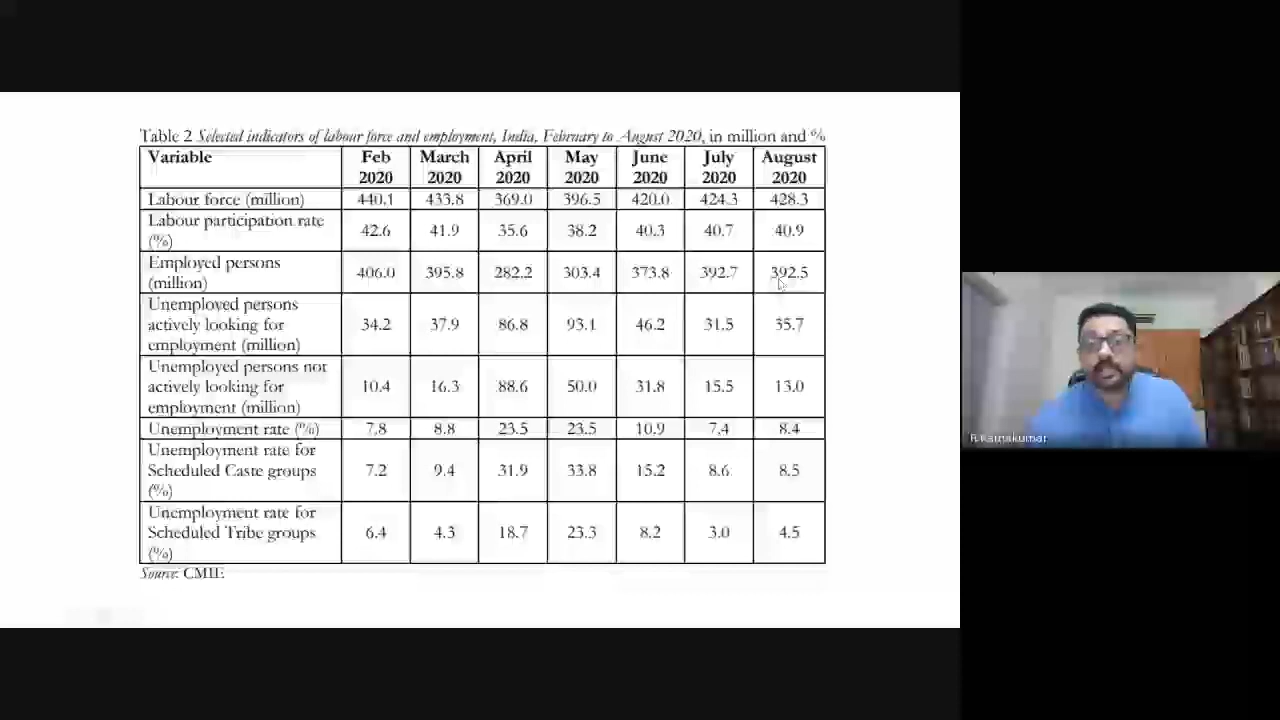 Table 2 Selected indicators of labour force and employment, India, February to August 2020, in million and %
Variable Feb 2020 March 2020 April 2020 May 2020 June 2020 July 2020 August 2020
Labour force (million) 440.1 433.8 369.0 396.5 420.0 424.3 428.3
Labour participation rate (%) 42.6 41.9 35.6 38.2 40.3 40.7 40.9
Employed persons (million) 406.0 395.8 282.2 303.4 373.8 392.7 392.5
Unemployed persons actively looking for employment (million) 34.2 37.9 86.8 93.1 46.2 31.5 35.7
Unemployed persons not actively looking for employment (million) 10.4 16.3 88.6 50.0 31.8 15.5 13.0
Unemployment rate (%) 7.8 8.8 23.5 23.5 10.9 7.4 8.4
Unemployment rate for Scheduled Caste groups (%) 7.2 9.4 31.9 33.8 15.2 8.6 8.5
Unemployment rate for Scheduled Tribe groups (%) 6.4 4.3 18.7 23.3 8.2 3.0 4.5
Source: CMIE
R Ramakumar